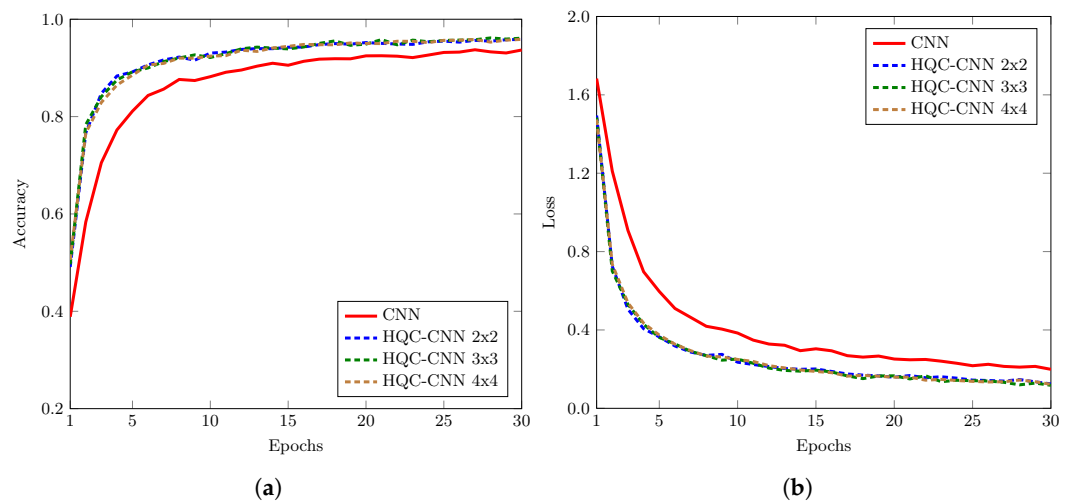 1.0
0.8
0.6
0.4
0.2
Accuracy
1 5 10 15 20 25 30
Epochs
CNN
HQC-CNN 2x2
HQC-CNN 3x3
HQC-CNN 4x4
(a)
2.0
1.6
1.2
0.8
0.4
0.0
Loss
1 5 10 15 20 25 30
Epochs
CNN
HQC-CNN 2x2
HQC-CNN 3x3
HQC-CNN 4x4
(b)